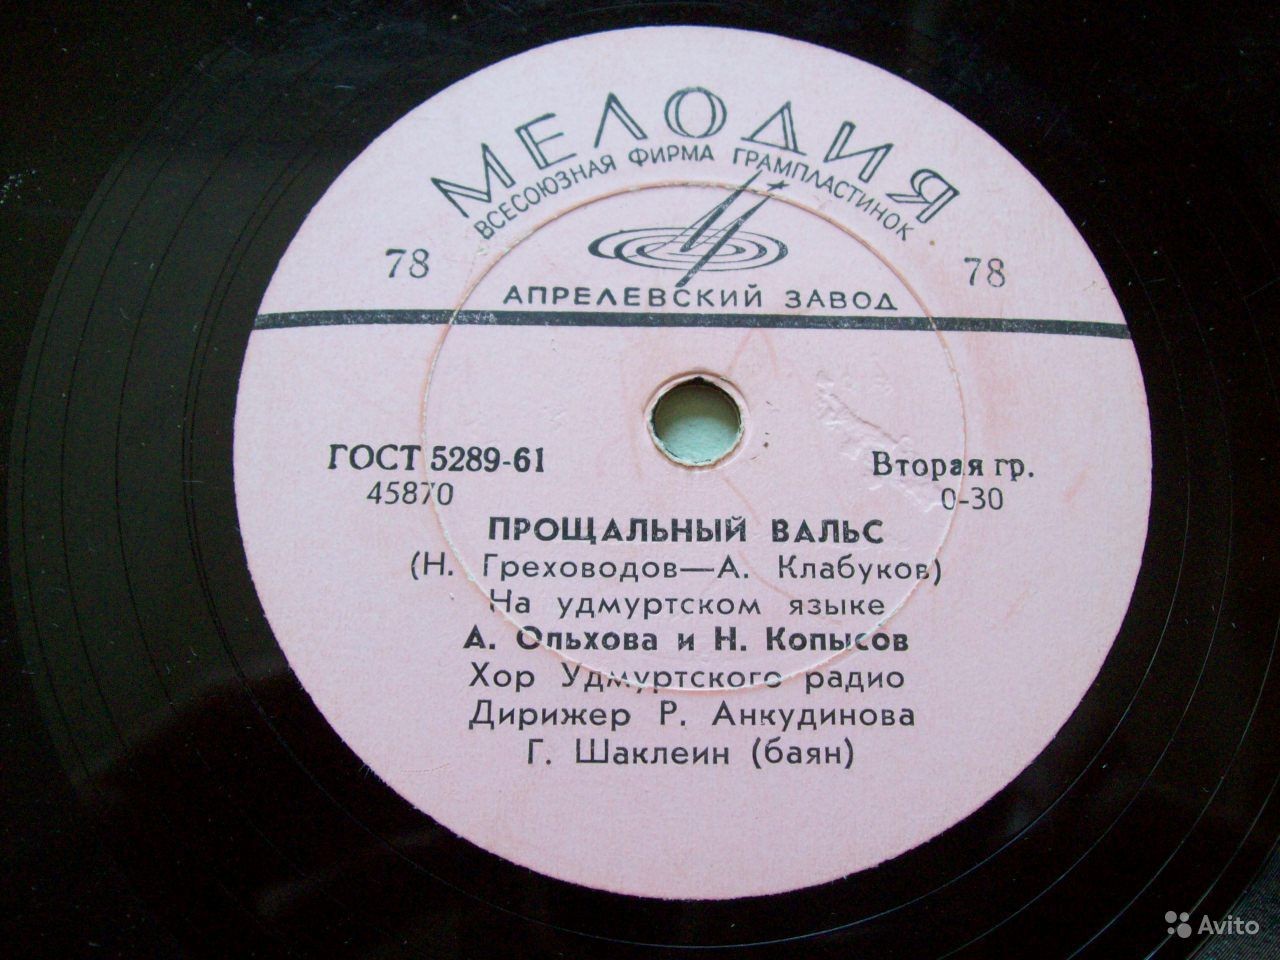 МЕЛОДИЯ
ВСЕСОЮЗНАЯ ФИРМА ГРАМПЛАСТИНОК
78 78
АПРЕЛЕВСКИЙ ЗАВОД
ГОСТ 5289-61 Вторая гр.
45870 0-30
ПРОЩАЛЬНЫЙ ВАЛЬС
(Н. Греховодов—А. Клабуков)
На удмуртском языке
А. Ольхова и Н. Копысов
Хор Удмуртского радио
Дирижер Р. Анкудинова
Г. Шаклеин (баян)
Avito